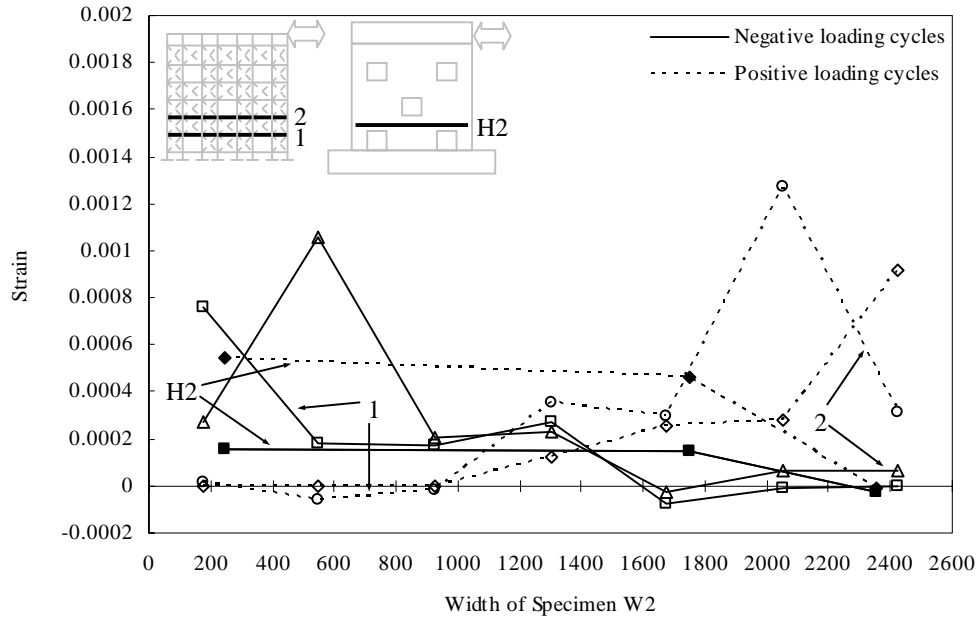 0.002
0.0018
0.0016
0.0014
0.0012
0.001
0.0008
0.0006
0.0004
0.0002
0
-0.0002
Strain
2
1
H2
Negative loading cycles
Positive loading cycles
H2
1
2
0 200 400 600 800 1000 1200 1400 1600 1800 2000 2200 2400 2600
Width of Specimen W2